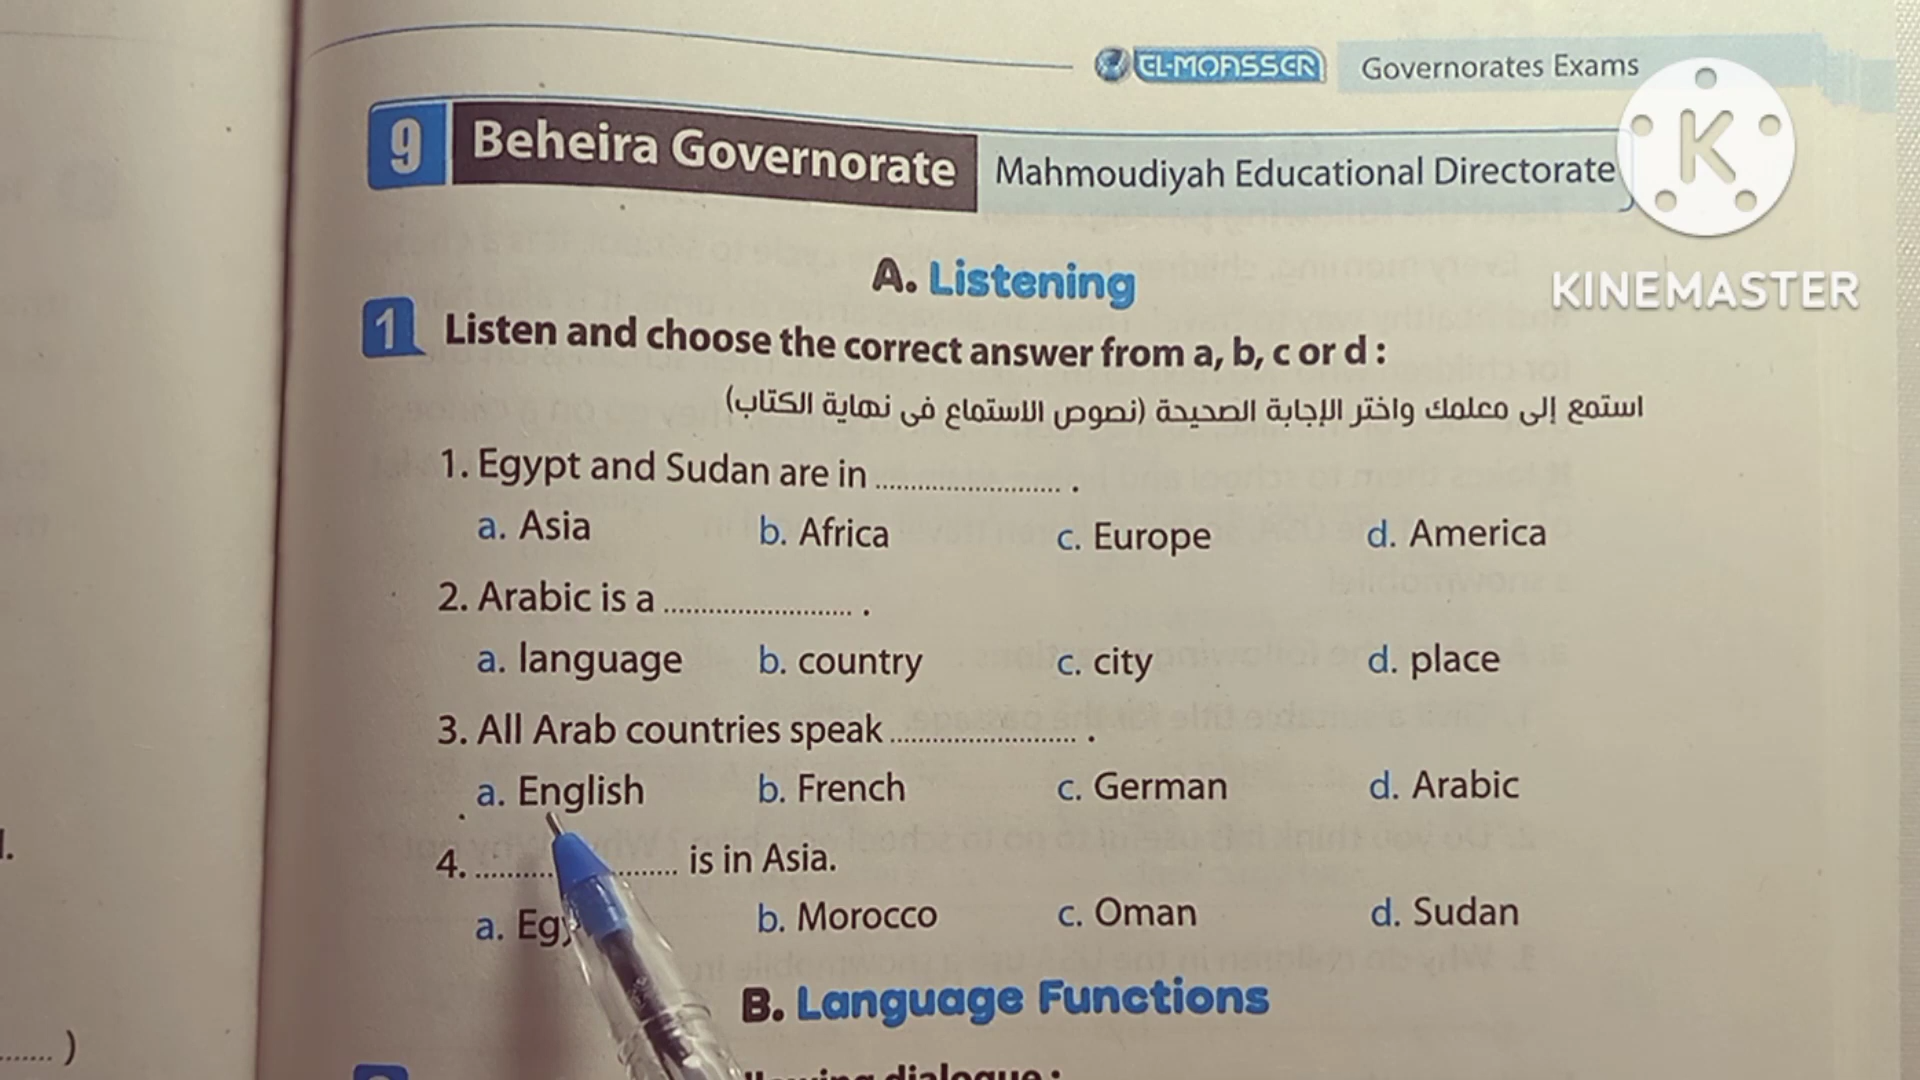 EL-MOASSER Governorates Exams
9 Beheira Governorate Mahmoudiyah Educational Directorate
K
KINEMASTER
A. Listening
1 Listen and choose the correct answer from a, b, c or d :
استمع إلى معلمك واختر الإجابة الصحيحة (نصوص الاستماع فى نهاية الكتاب)
1. Egypt and Sudan are in .......................... .
a. Asia b. Africa c. Europe d. America
2. Arabic is a .......................... .
a. language b. country c. city d. place
3. All Arab countries speak .......................... .
a. English b. French c. German d. Arabic
4. .......................... is in Asia.
a. b. Morocco c. Oman d. Sudan
B. Language Functions
dialogue :
....... )